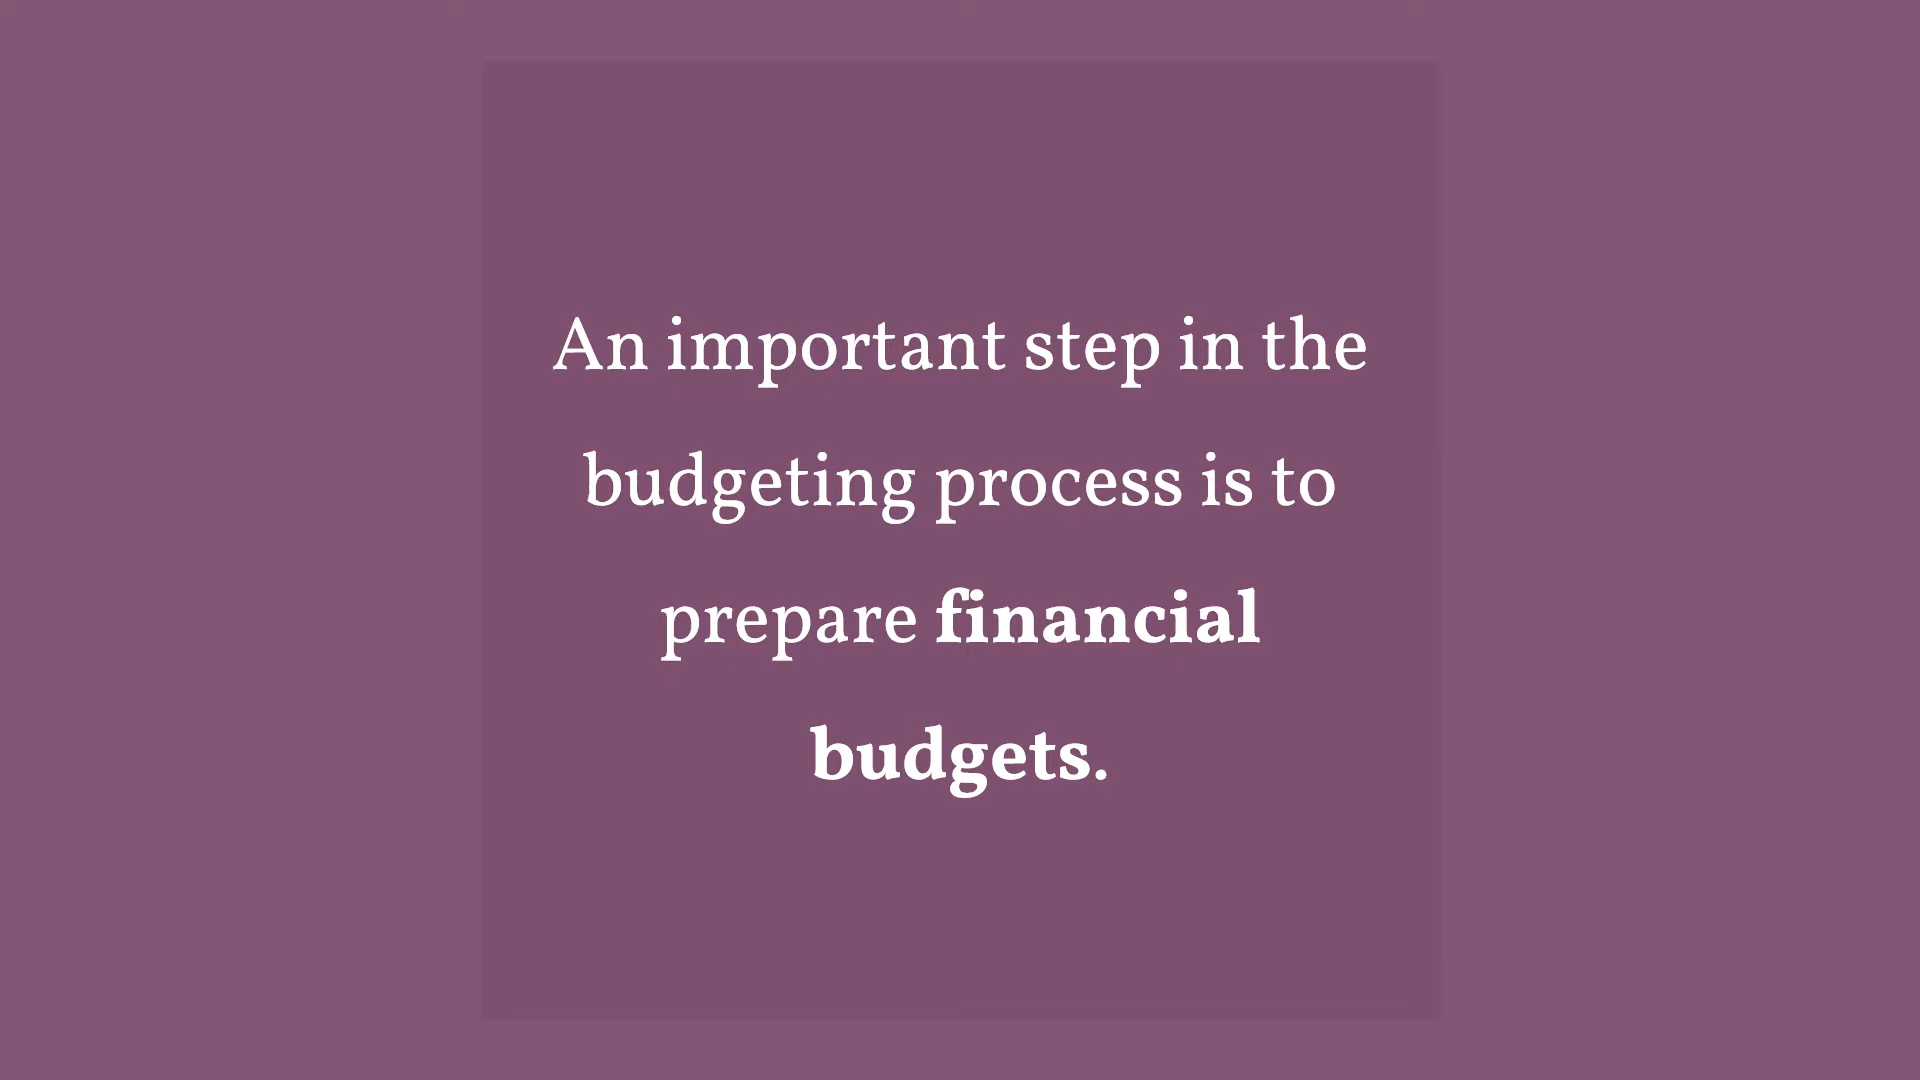 An important step in the
budgeting process is to
prepare financial
budgets.